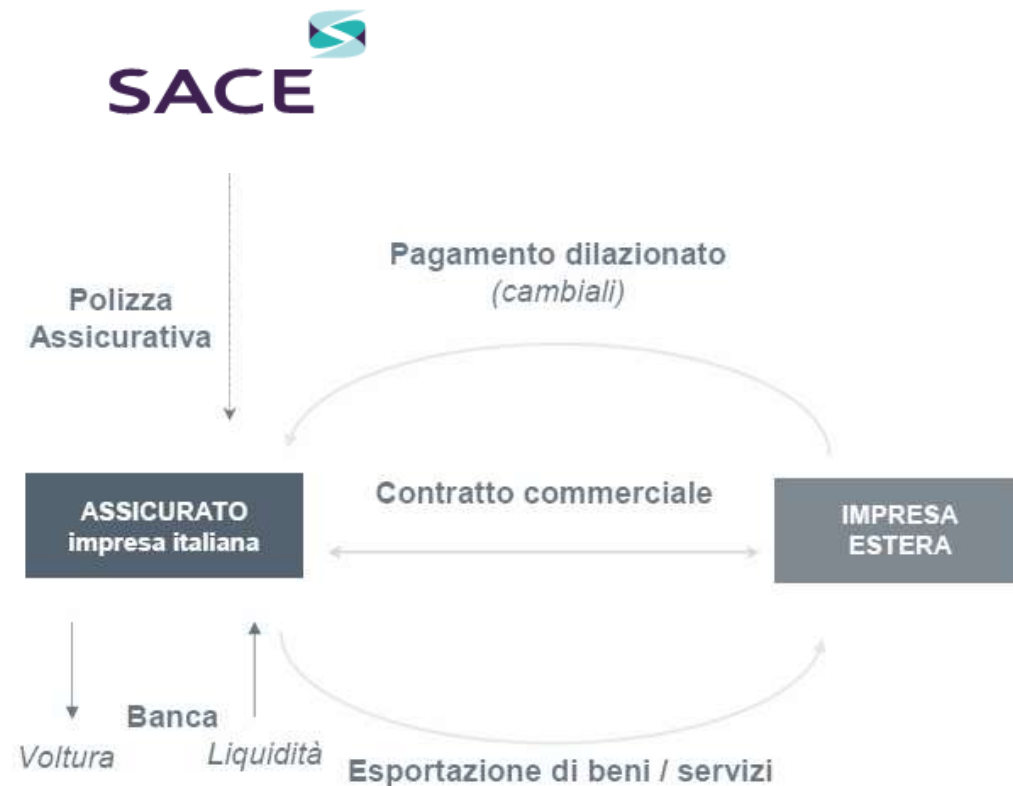 SACE
Pagamento dilazionato
(cambiali)
Polizza
Assicurativa
ASSICURATO
impresa italiana
Contratto commerciale
IMPRESA
ESTERA
Banca
Voltura
Liquidità
Esportazione di beni / servizi